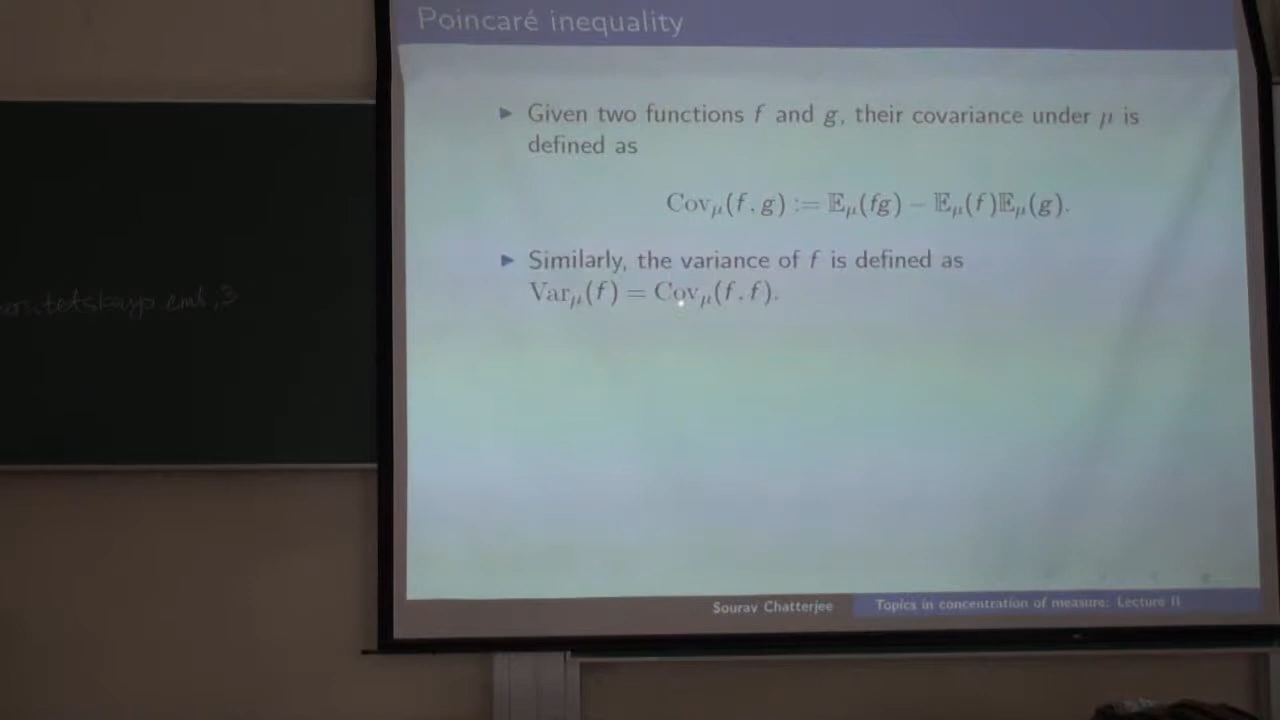 Poincaré inequality
▶ Given two functions f and g, their covariance under μ is
defined as
Cov_μ(f, g) := 𝔼_μ(fg) − 𝔼_μ(f)𝔼_μ(g).
▶ Similarly, the variance of f is defined as
Var_μ(f) = Cov_μ(f, f).
Sourav Chatterjee
Topics in concentration of measure: Lecture II